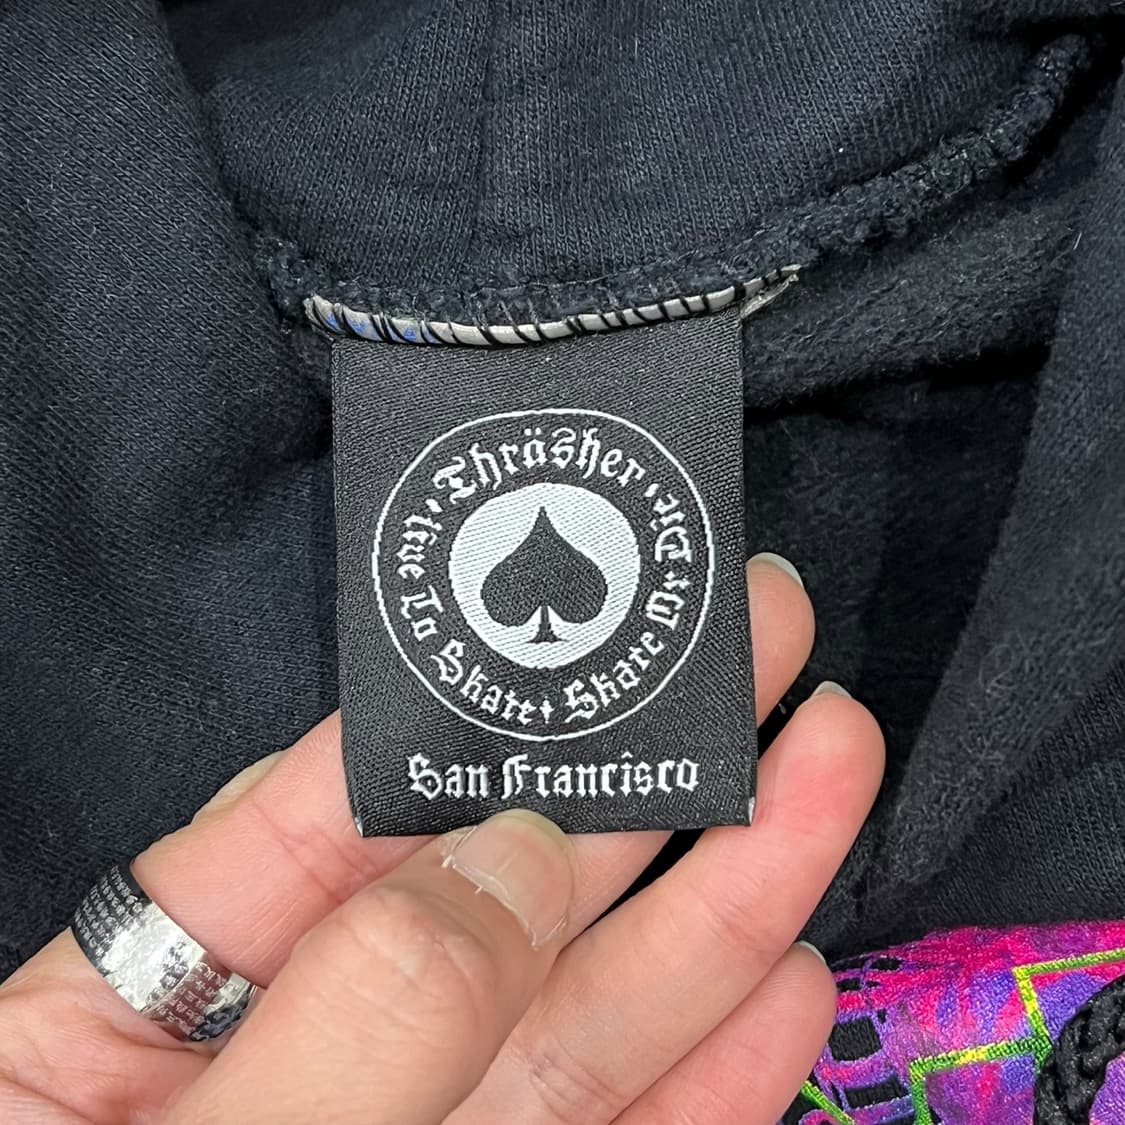 Thräsher
Live To Skate
Skate Or Die
San Francisco